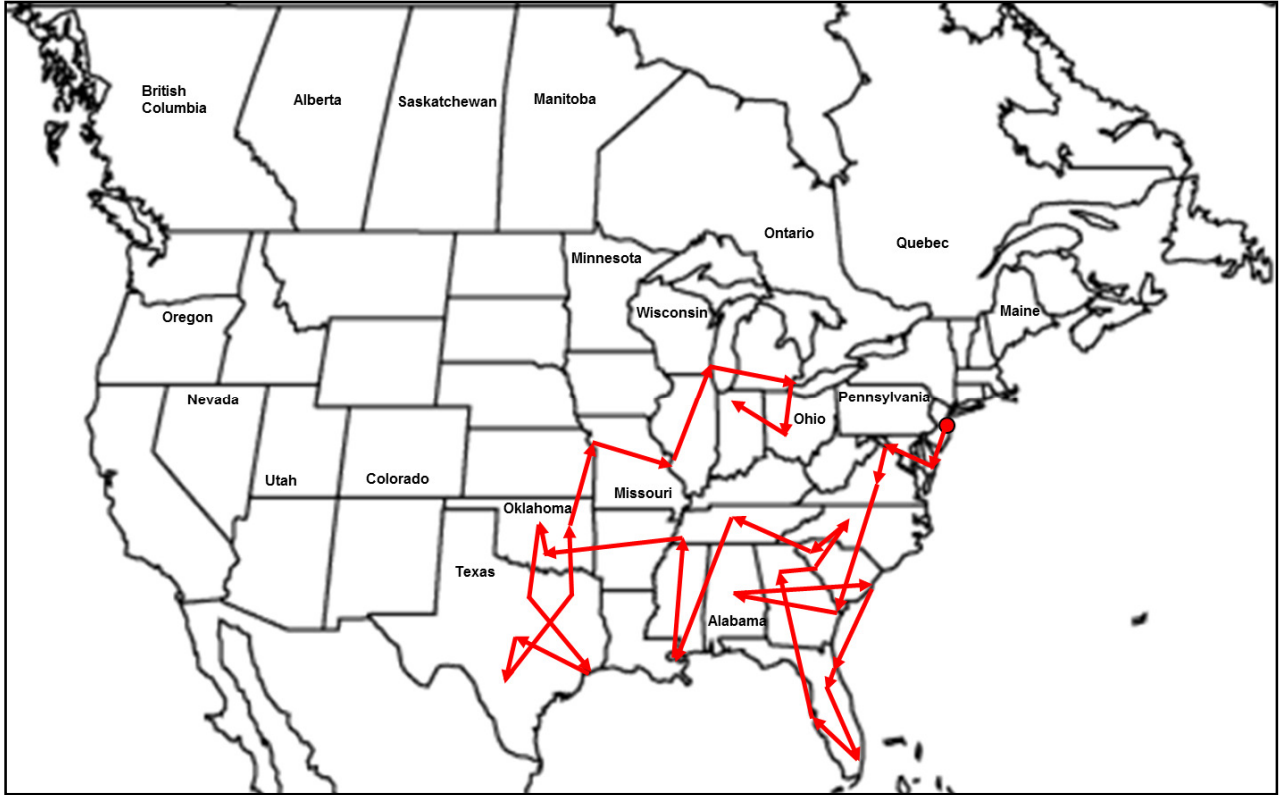 British
Columbia
Alberta
Saskatchewan
Manitoba
Ontario
Quebec
Minnesota
Wisconsin
Maine
Oregon
Nevada
Pennsylvania
Ohio
Utah
Colorado
Missouri
Oklahoma
Texas
Alabama